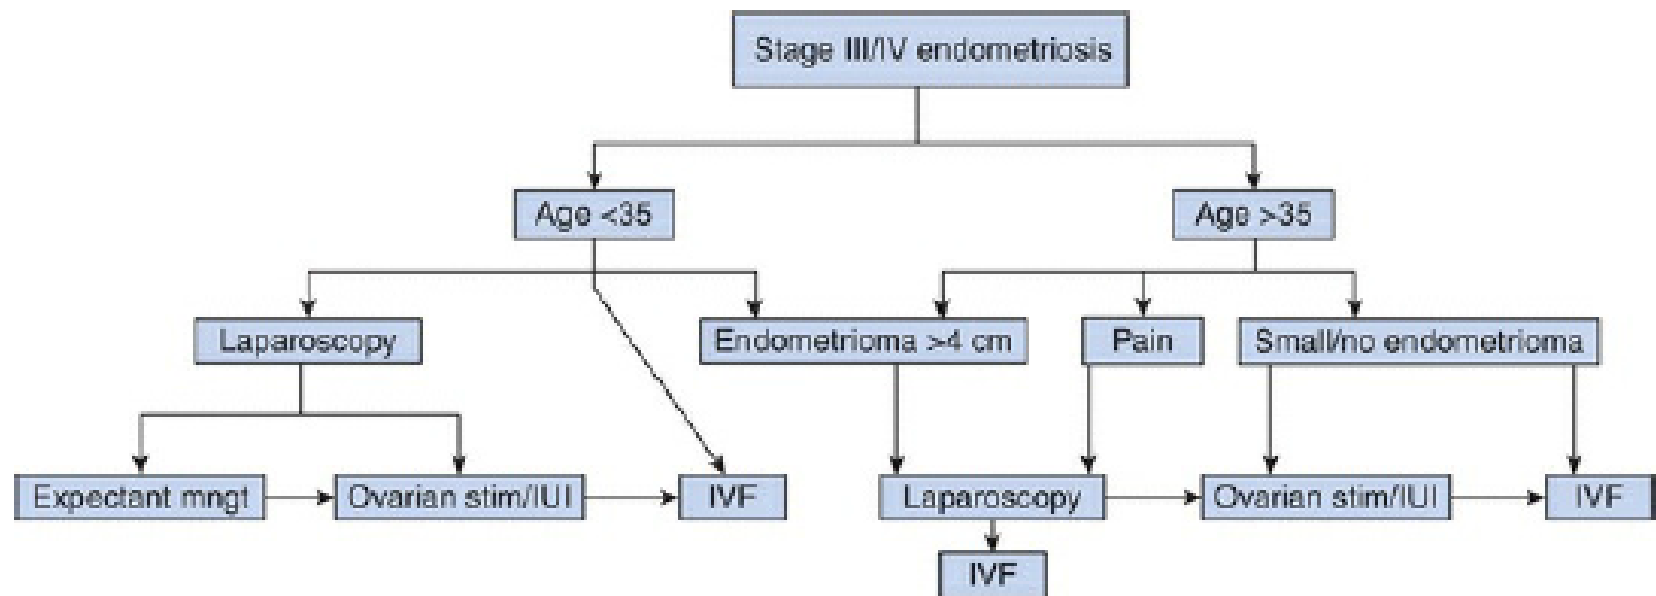 Stage III/IV endometriosis
Age <35
Age >35
Laparoscopy
Endometrioma >4 cm
Pain
Small/no endometrioma
Expectant mngt
Ovarian stim/IUI
IVF
Laparoscopy
Ovarian stim/IUI
IVF
IVF